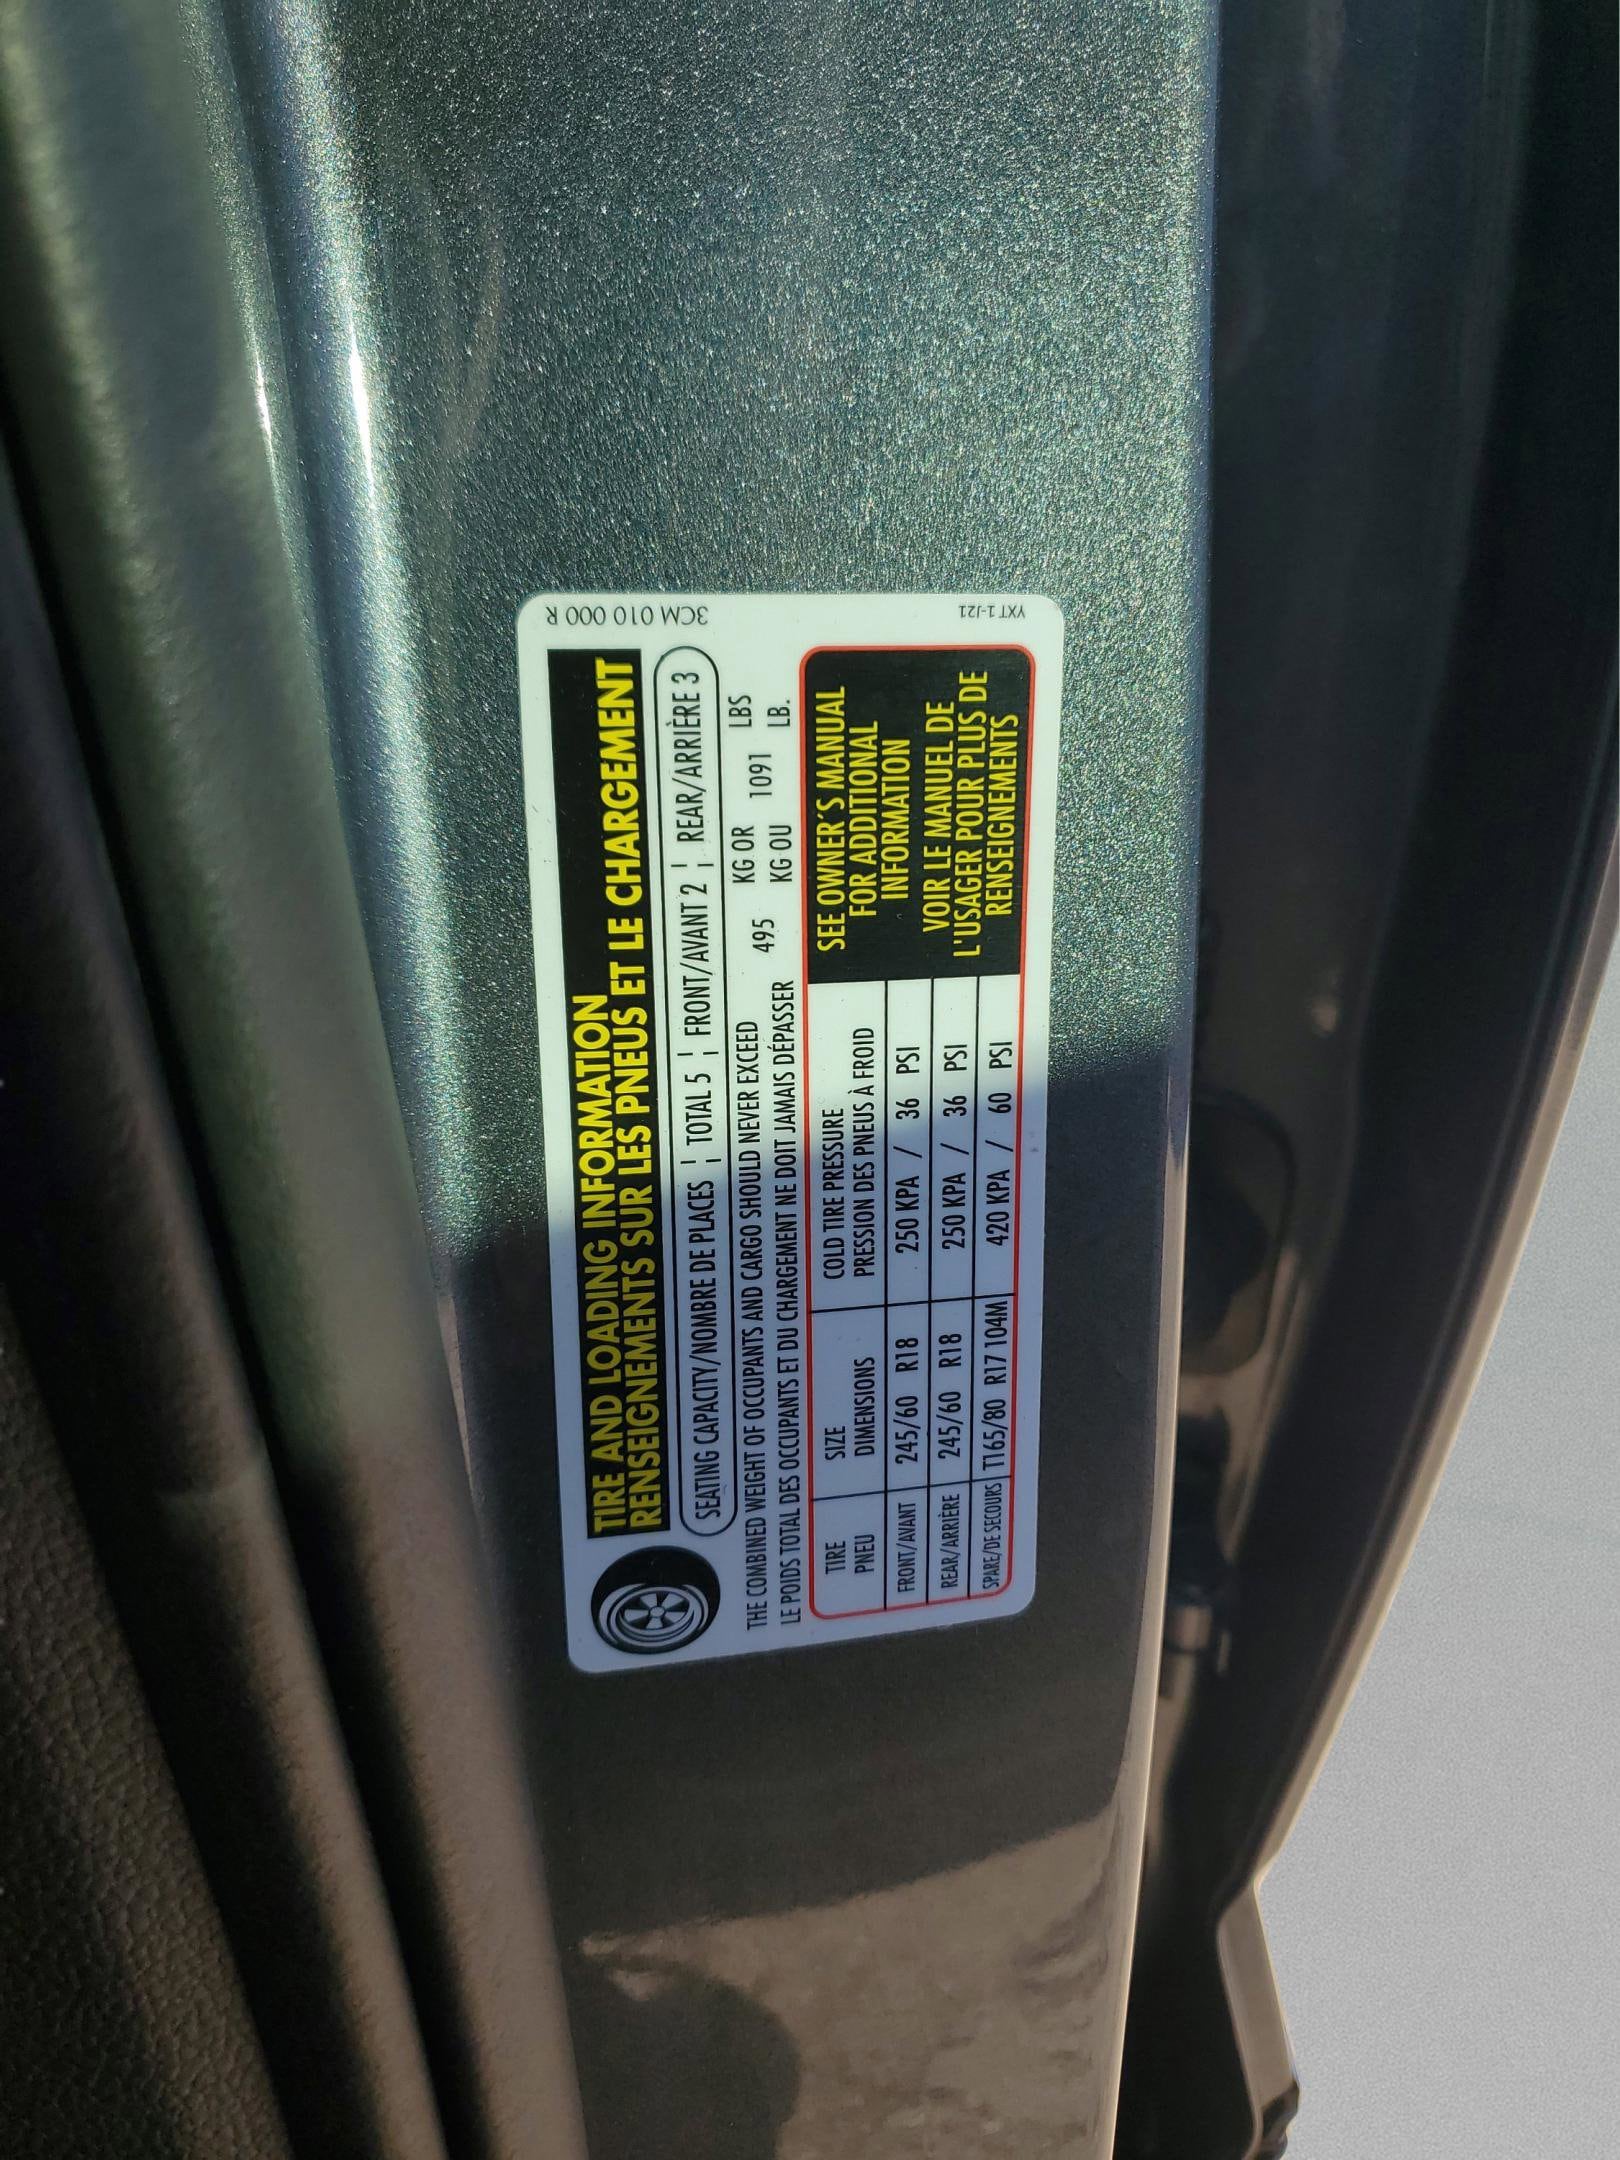 TIRE AND LOADING INFORMATION
RENSEIGNEMENTS SUR LES PNEUS ET LE CHARGEMENT
SEATING CAPACITY/NOMBRE DE PLACES ¦ TOTAL 5 ¦ FRONT/AVANT 2 ¦ REAR/ARRIÈRE 3
THE COMBINED WEIGHT OF OCCUPANTS AND CARGO SHOULD NEVER EXCEED 495 KG OR 1091 LBS
LE POIDS TOTAL DES OCCUPANTS ET DU CHARGEMENT NE DOIT JAMAIS DÉPASSER KG OU LB.
TIRE SIZE COLD TIRE PRESSURE
PNEU DIMENSIONS PRESSION DES PNEUS À FROID
FRONT/AVANT 245/60 R18 250 KPA / 36 PSI
REAR/ARRIÈRE 245/60 R18 250 KPA / 36 PSI
SPARE/DE SECOURS T165/80 R17 104M 420 KPA / 60 PSI
SEE OWNER'S MANUAL
FOR ADDITIONAL
INFORMATION
VOIR LE MANUEL DE
L'USAGER POUR PLUS DE
RENSEIGNEMENTS
3CM 010 000 R
YXT 1-J21